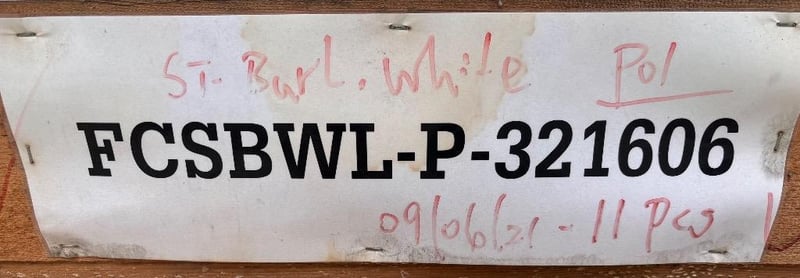 ST. Barl. White Pol
FCSBWL-P-321606
09/06/21 - 11 Pcs